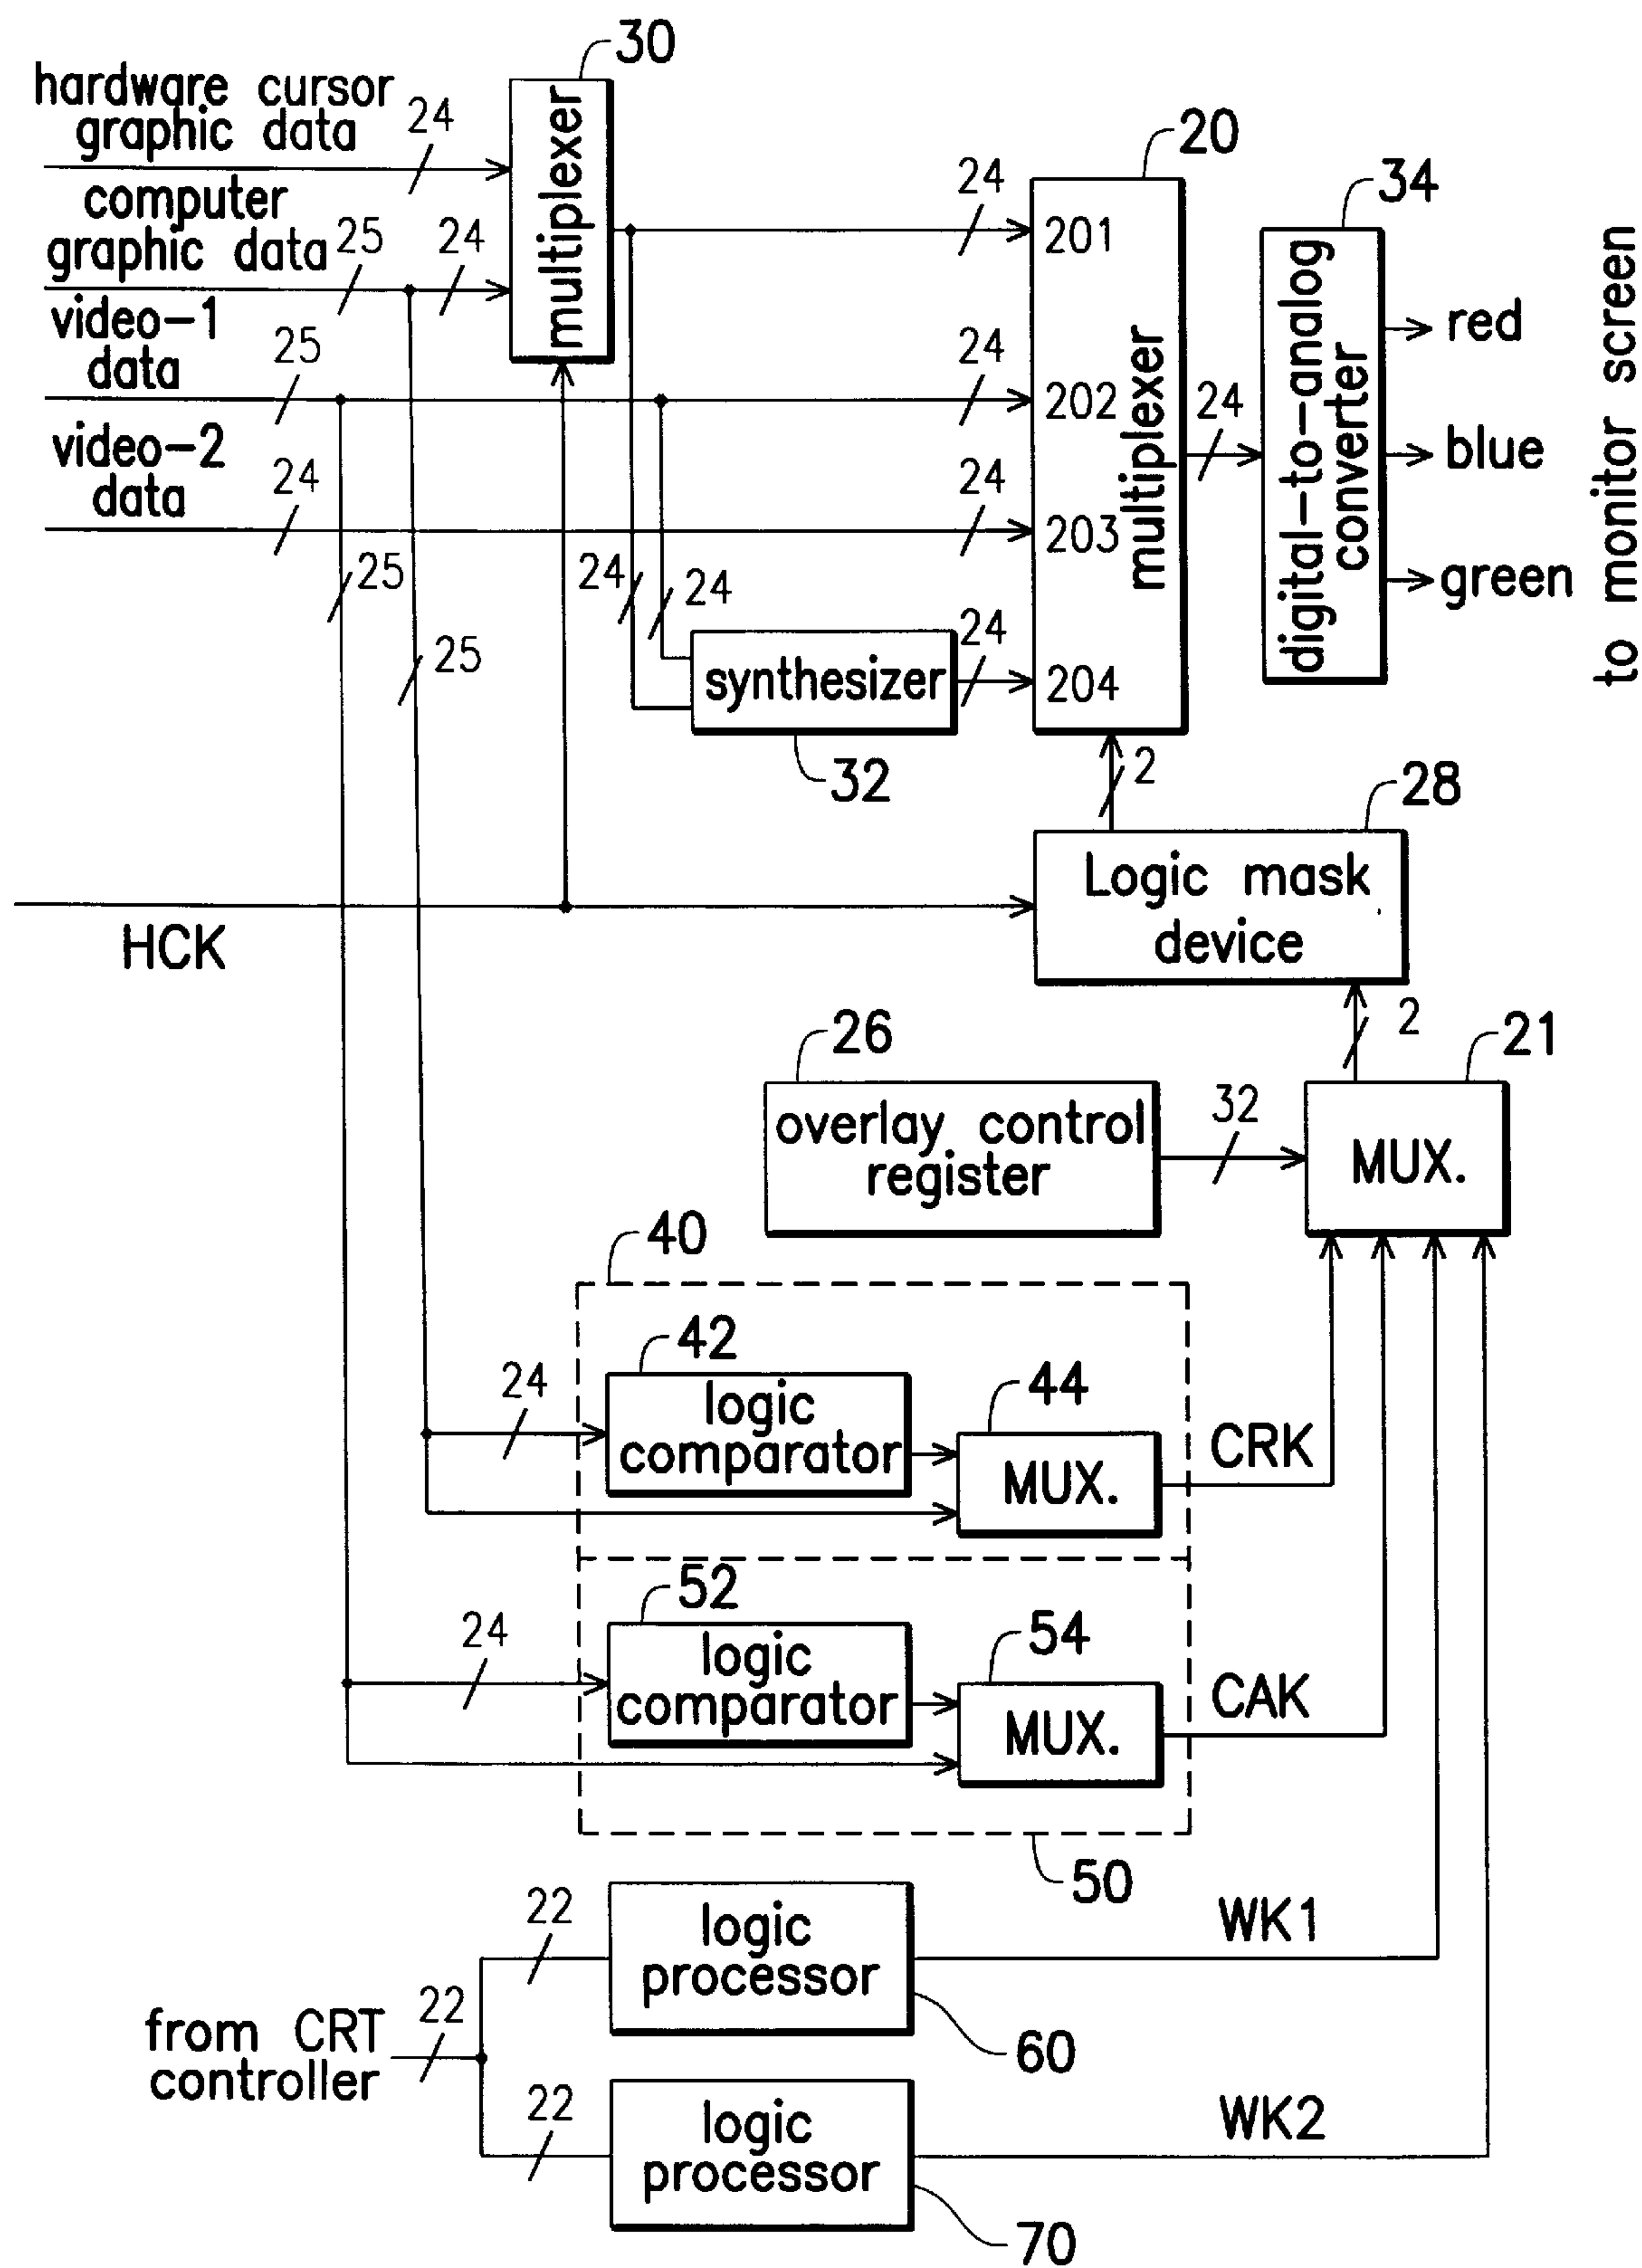 30
hardware cursor
graphic data
24
multiplexer
20
24
34
computer
graphic data
25
24
201
digital-to-analog
converter
to monitor screen
red
video-1
data
25
24
202
multiplexer
24
blue
video-2
data
24
24
203
25
24
24
green
25
synthesizer
24
204
32
2
28
Logic mask
device
HCK
2
26
21
overlay control
register
32
MUX.
40
42
24
logic
comparator
44
MUX.
CRK
52
24
logic
comparator
54
MUX.
CAK
50
22
logic
processor
WK1
from CRT
controller
22
60
22
logic
processor
WK2
70